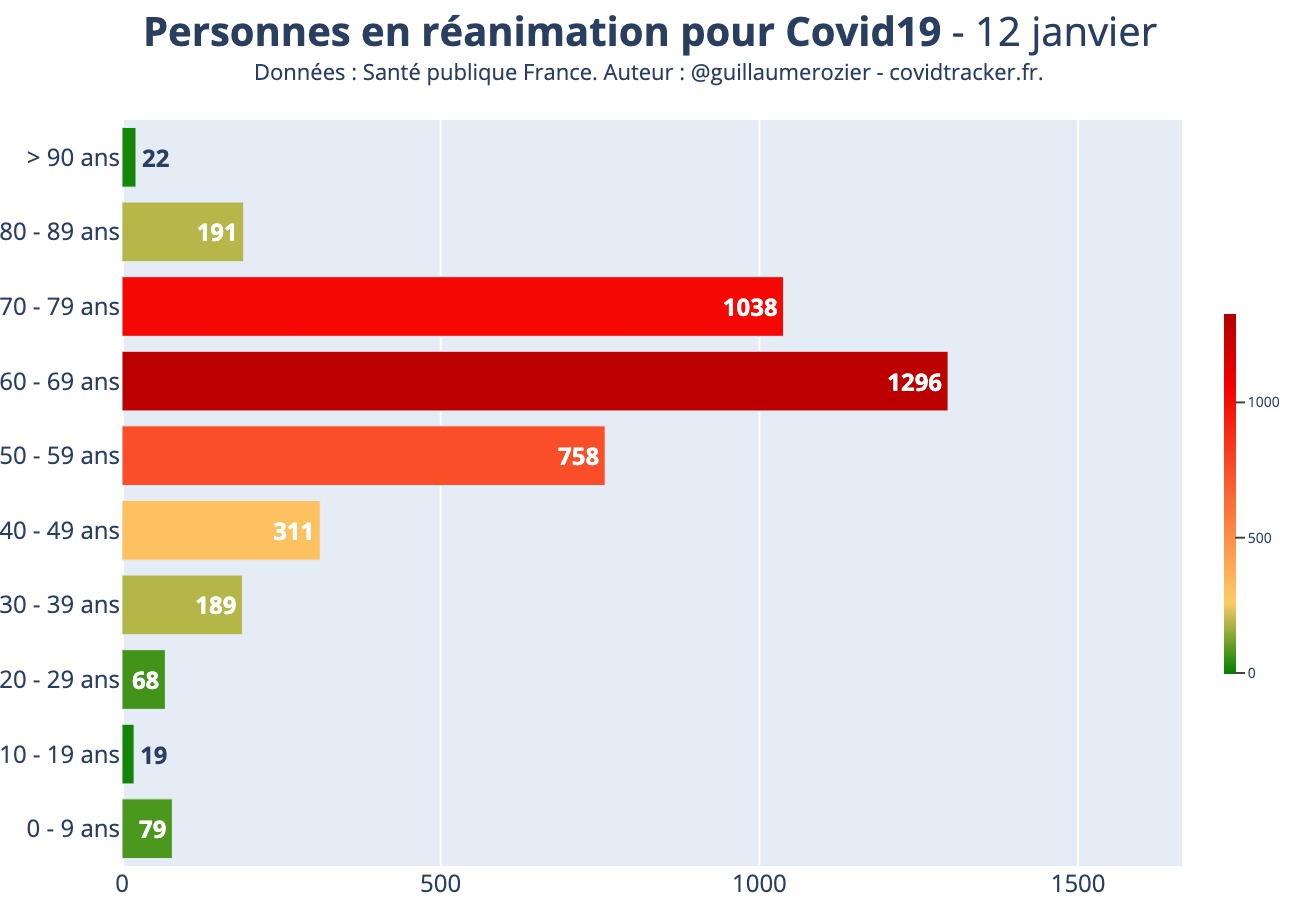 Personnes en réanimation pour Covid19 - 12 janvier
Données : Santé publique France. Auteur : @guillaumerozier - covidtracker.fr.
> 90 ans 22
80 - 89 ans 191
70 - 79 ans 1038
60 - 69 ans 1296
50 - 59 ans 758
40 - 49 ans 311
30 - 39 ans 189
20 - 29 ans 68
10 - 19 ans 19
0 - 9 ans 79
0 500 1000 1500
1000
500
0